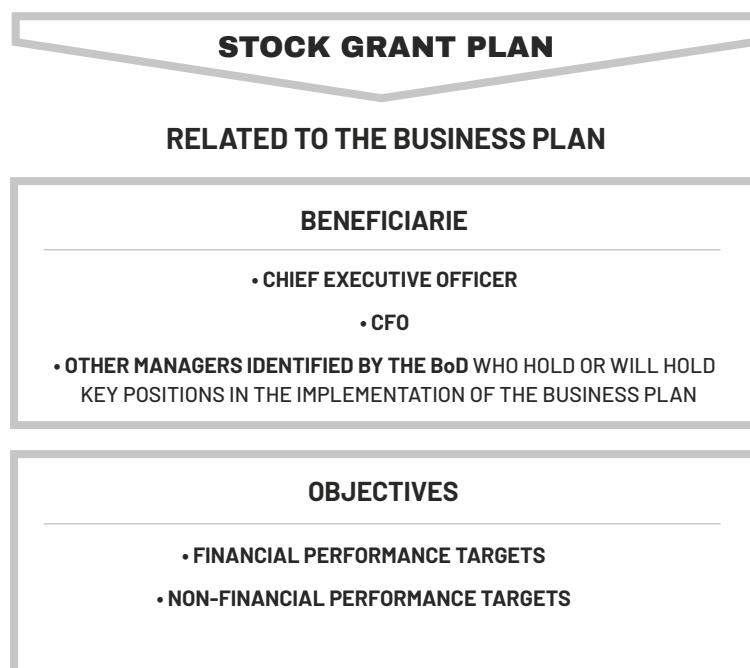 STOCK GRANT PLAN
RELATED TO THE BUSINESS PLAN
BENEFICIARIE
• CHIEF EXECUTIVE OFFICER
• CFO
• OTHER MANAGERS IDENTIFIED BY THE BoD WHO HOLD OR WILL HOLD
KEY POSITIONS IN THE IMPLEMENTATION OF THE BUSINESS PLAN
OBJECTIVES
• FINANCIAL PERFORMANCE TARGETS
• NON-FINANCIAL PERFORMANCE TARGETS